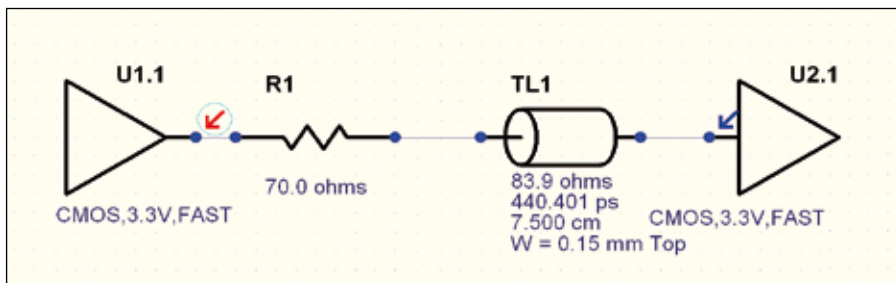 U1.1
R1
TL1
U2.1
CMOS,3.3V,FAST
70.0 ohms
83.9 ohms
440.401 ps
7.500 cm
W = 0.15 mm Top
CMOS,3.3V,FAST